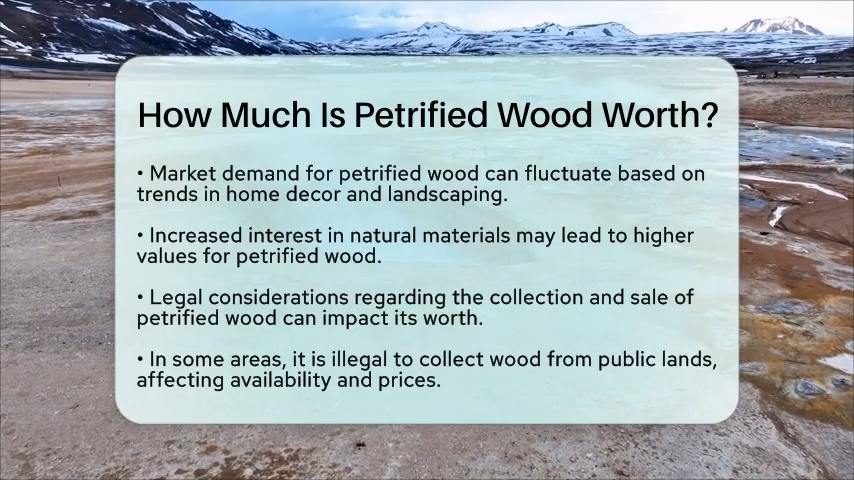 How Much Is Petrified Wood Worth?
• Market demand for petrified wood can fluctuate based on
trends in home decor and landscaping.
• Increased interest in natural materials may lead to higher
values for petrified wood.
• Legal considerations regarding the collection and sale of
petrified wood can impact its worth.
• In some areas, it is illegal to collect wood from public lands,
affecting availability and prices.